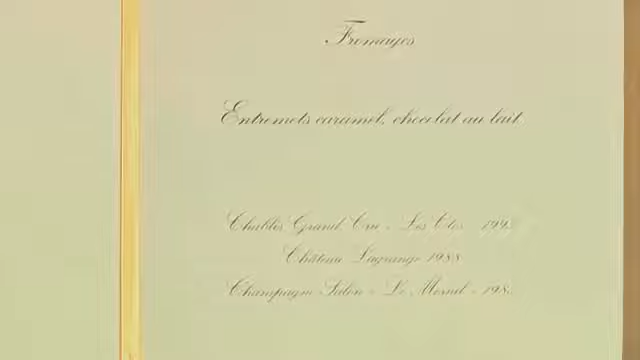 Fromages
Entremets caramel, chocolat au lait
Chablis Grand Cru - Les Clos
Château Lagrange 1988
Champagne Salon - Le Mesnil -